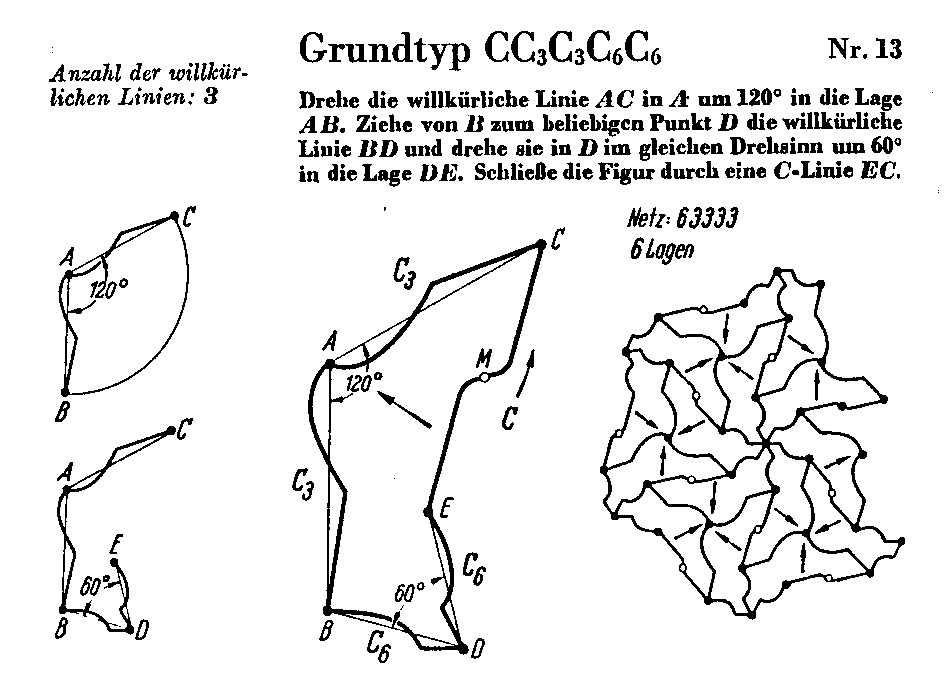 Grundtyp CC₃C₃C₆C₆
Nr. 13
Anzahl der willkür-
lichen Linien: 3
Drehe die willkürliche Linie AC in A um 120° in die Lage
AB. Ziehe von B zum beliebigen Punkt D die willkürliche
Linie BD und drehe sie in D im gleichen Drehsinn um 60°
in die Lage DE. Schließe die Figur durch eine C-Linie EC.
Netz: 63333
6 Lagen
A
C
120°
B
A
C
E
60°
B
D
C
C₃
A
120°
M
C
C₃
E
C₆
60°
B
C₆
D